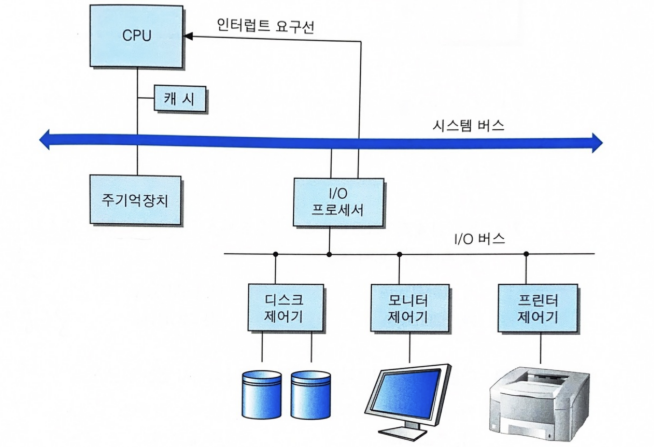 CPU
인터럽트 요구선
캐 시
시스템 버스
주기억장치
I/O
프로세서
I/O 버스
디스크
제어기
모니터
제어기
프린터
제어기